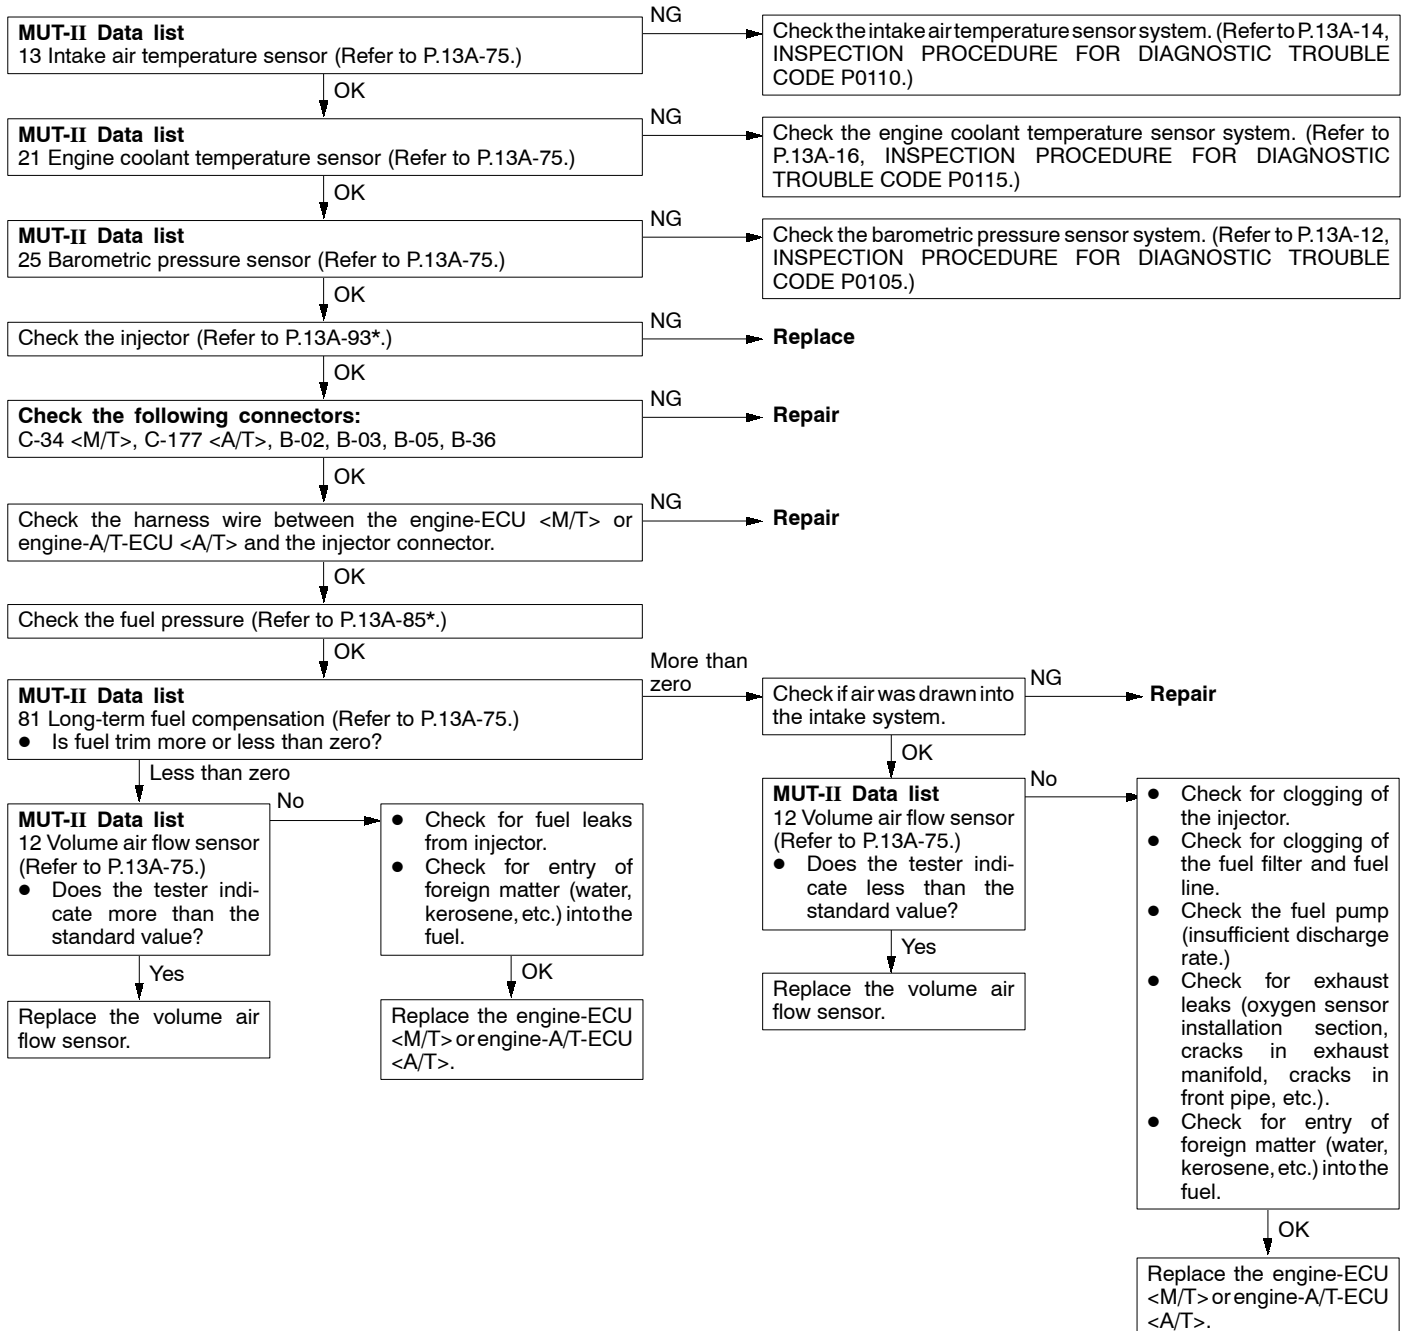 MUT-II Data list
13 Intake air temperature sensor (Refer to P.13A-75.)
NG
Check the intake air temperature sensor system. (Refer to P.13A-14,
INSPECTION PROCEDURE FOR DIAGNOSTIC TROUBLE
CODE P0110.)
OK
MUT-II Data list
21 Engine coolant temperature sensor (Refer to P.13A-75.)
NG
Check the engine coolant temperature sensor system. (Refer to
P.13A-16, INSPECTION PROCEDURE FOR DIAGNOSTIC
TROUBLE CODE P0115.)
OK
MUT-II Data list
25 Barometric pressure sensor (Refer to P.13A-75.)
NG
Check the barometric pressure sensor system. (Refer to P.13A-12,
INSPECTION PROCEDURE FOR DIAGNOSTIC TROUBLE
CODE P0105.)
OK
Check the injector (Refer to P.13A-93*.)
NG
Replace
OK
Check the following connectors:
C-34 <M/T>, C-177 <A/T>, B-02, B-03, B-05, B-36
NG
Repair
OK
Check the harness wire between the engine-ECU <M/T> or
engine-A/T-ECU <A/T> and the injector connector.
NG
Repair
OK
Check the fuel pressure (Refer to P.13A-85*.)
OK
MUT-II Data list
81 Long-term fuel compensation (Refer to P.13A-75.)
● Is fuel trim more or less than zero?
More than
zero
Check if air was drawn into
the intake system.
NG
Repair
Less than zero
MUT-II Data list
12 Volume air flow sensor
(Refer to P.13A-75.)
● Does the tester indi-
cate more than the
standard value?
No
● Check for fuel leaks
from injector.
● Check for entry of
foreign matter (water,
kerosene, etc.) into the
fuel.
Yes
Replace the volume air
flow sensor.
OK
Replace the engine-ECU
<M/T> or engine-A/T-ECU
<A/T>.
OK
MUT-II Data list
12 Volume air flow sensor
(Refer to P.13A-75.)
● Does the tester indi-
cate less than the
standard value?
Yes
Replace the volume air
flow sensor.
No
● Check for clogging of
the injector.
● Check for clogging of
the fuel filter and fuel
line.
● Check the fuel pump
(insufficient discharge
rate.)
● Check for exhaust
leaks (oxygen sensor
installation section,
cracks in exhaust
manifold, cracks in
front pipe, etc.).
● Check for entry of
foreign matter (water,
kerosene, etc.) into the
fuel.
OK
Replace the engine-ECU
<M/T> or engine-A/T-ECU
<A/T>.